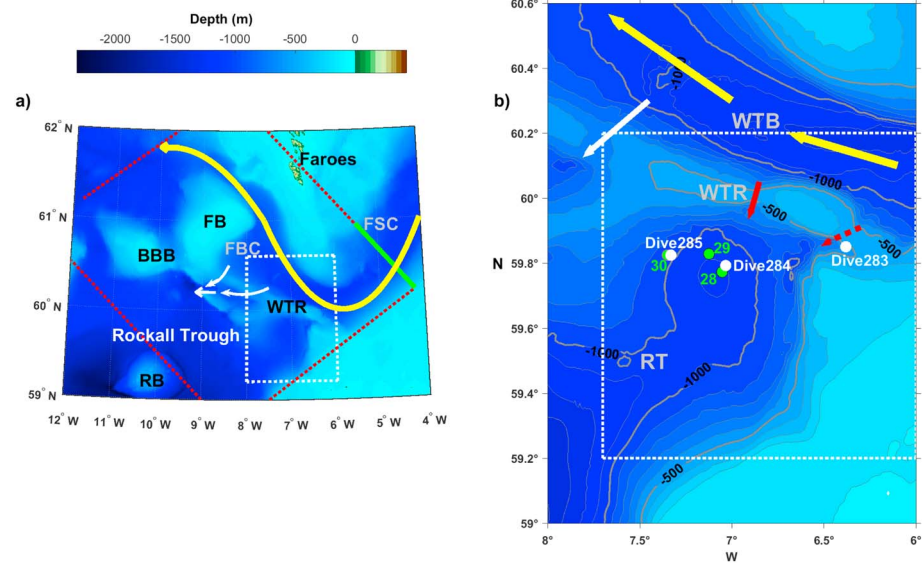 Depth (m)
-2000 -1500 -1000 -500 0
a)
62° N
61° N
60° N
59° N
12° W 11° W 10° W 9° W 8° W 7° W 6° W 5° W 4° W
Faroes
FSC
FB
FBC
BBB
WTR
Rockall Trough
RB
b)
60.6°
60.4°
60.2°
60°
N
59.8°
59.6°
59.4°
59.2°
59°
8° 7.5° 7° 6.5° 6°
W
WTB
-1000
WTR
-500
-500
Dive285
29
30
Dive284
28
Dive283
-1000
RT
-1000
-500